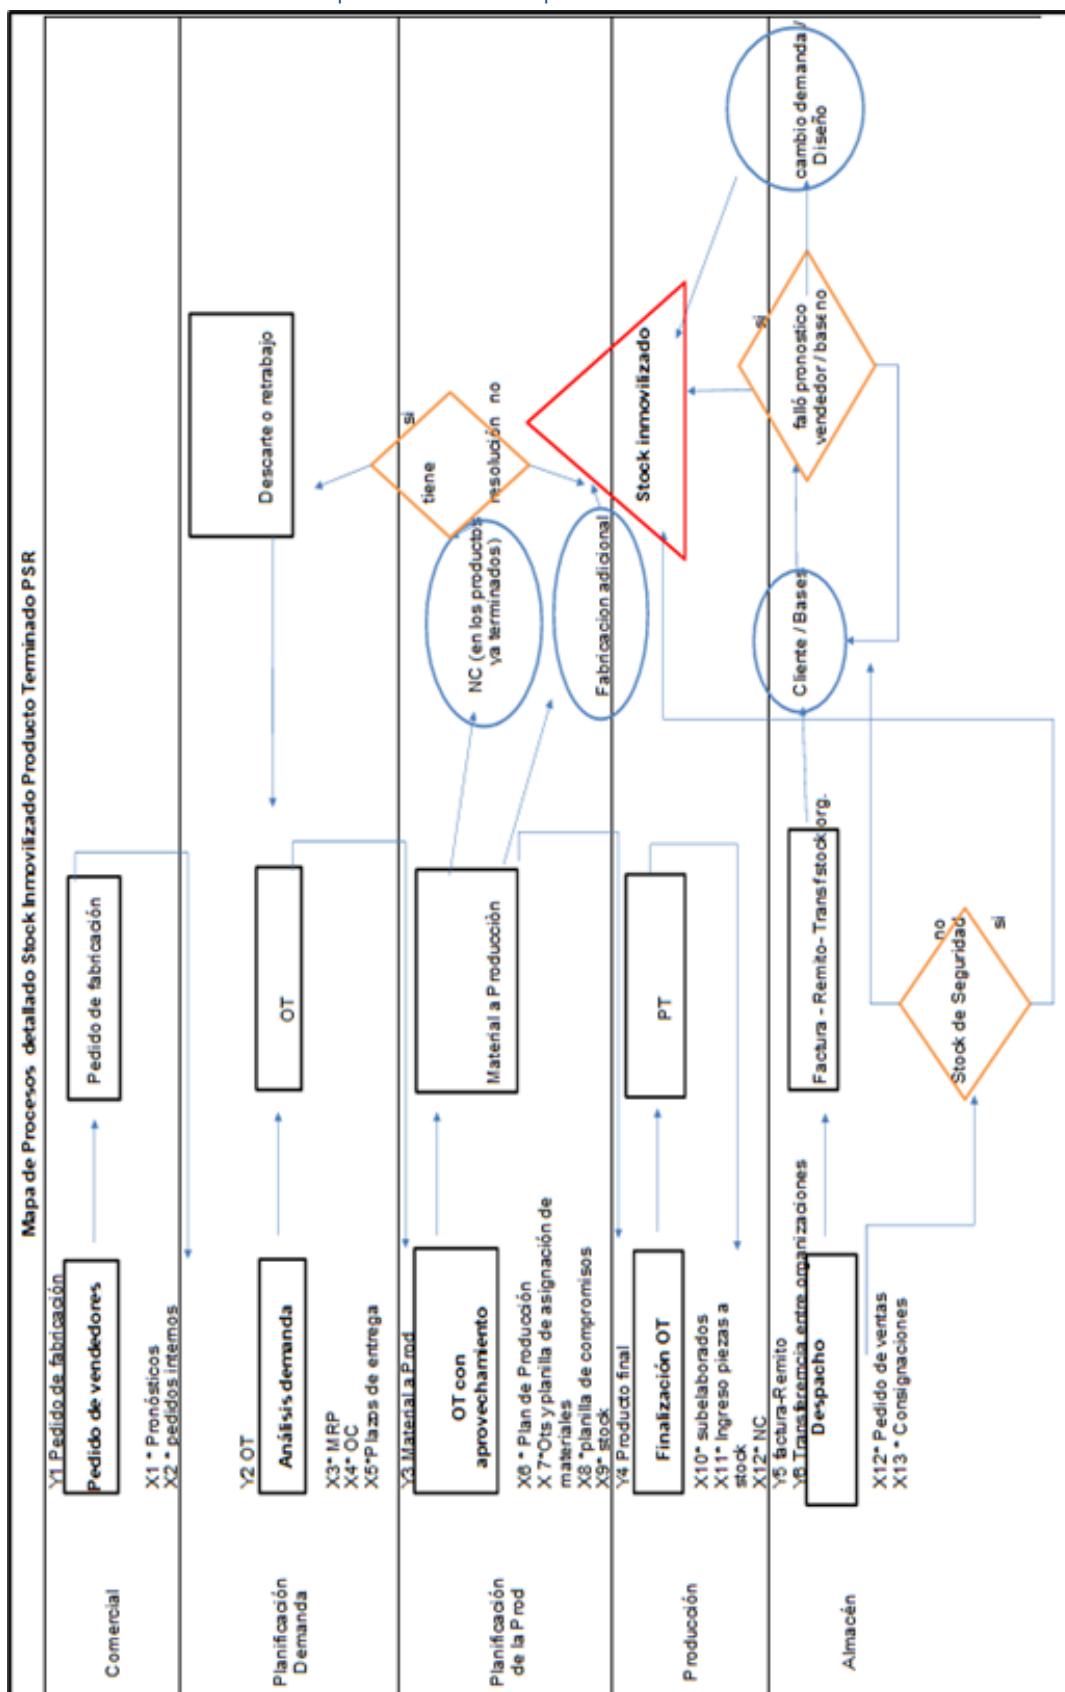 Mapa de Procesos detallado Stock Inmovilizado Producto Terminado PSR
Comercial
Y1 Pedido de fabricación
Pedido de vendedores
X1 * Pronósticos
X2 * pedidos internos
Pedido de fabricación
Planificación
Demanda
Y2 OT
Análisis demanda
X3* MRP
X4* OC
X5*Plazos de entrega
OT
Descarte o retrabajo
Planificación
de la Prod
Y3 Material a Prod
OT con
aprovechamiento
X6 * Plan de Producción
X 7*Ots y planilla de asignación de
materiales
X8 *planilla de compromisos
X9* stock
Material a Producción
NC (en los productos
ya terminados)
Fabricacion adicional
si
tiene
resolución no
Producción
Y4 Producto final
Finalización OT
X10* subelaborados
X11* Ingreso piezas a
stock
X12* NC
PT
Stock inmovilizado
Almacén
Y5 factura-Remito
Y6 Transferencia entre organizaciones
Despacho
X12* Pedido de ventas
X13 * Consignaciones
Factura - Remito- Transf stock org.
no
Stock de Seguridad
si
Cliente / Bases
si
falló pronostico
vendedor / base no
cambio demanda /
Diseño